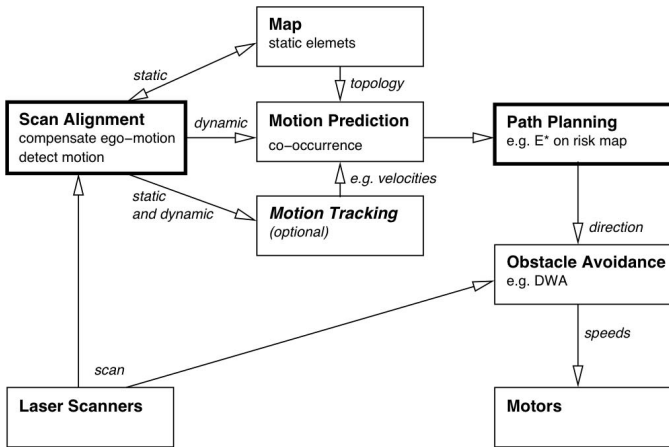 Map
static elemets
static
topology
Scan Alignment
compensate ego-motion
detect motion
dynamic
Motion Prediction
co-occurrence
Path Planning
e.g. E* on risk map
static
and dynamic
e.g. velocities
Motion Tracking
(optional)
direction
Obstacle Avoidance
e.g. DWA
speeds
scan
Laser Scanners
Motors